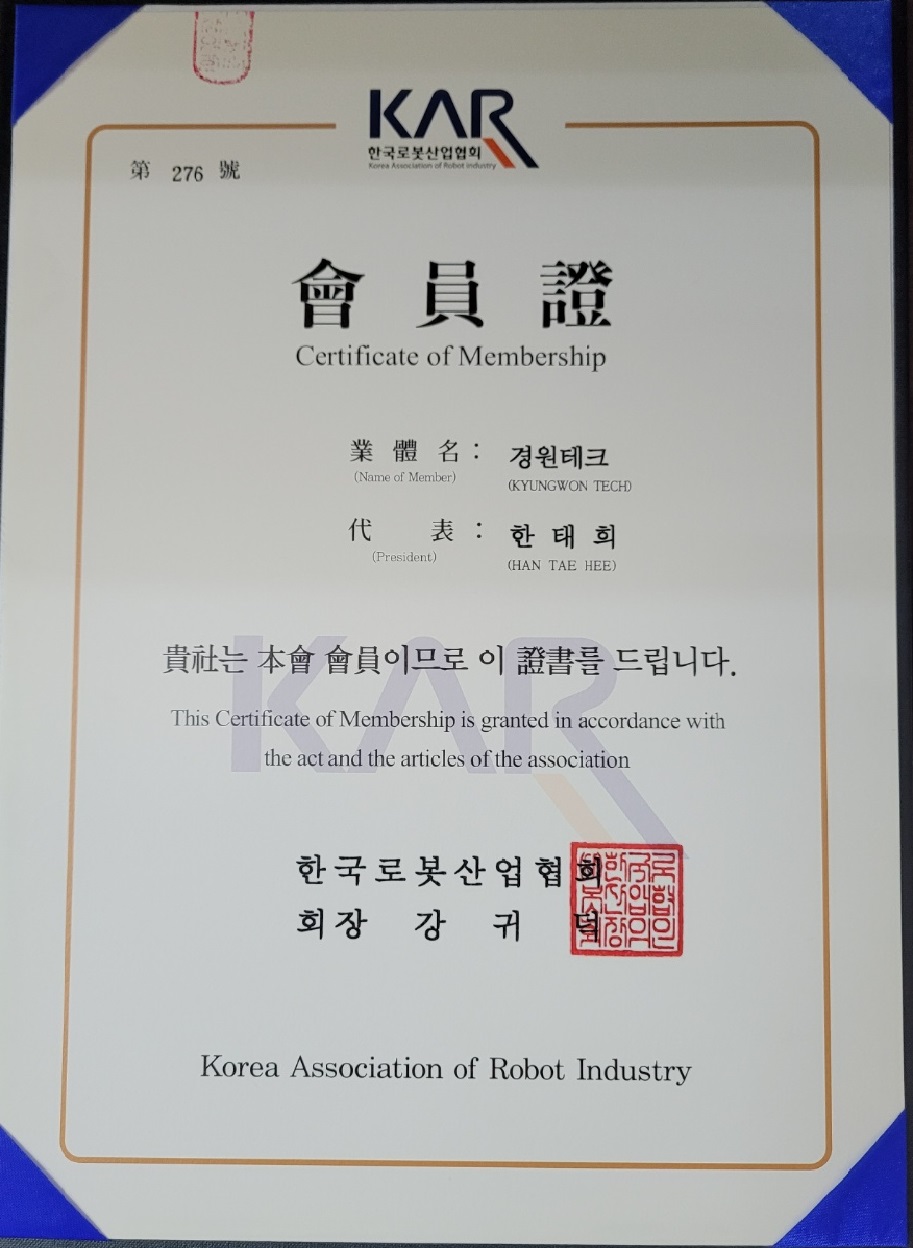 KAR
한국로봇산업협회
Korea Association of Robot Industry
第 276 號
會員證
Certificate of Membership
業體名 : 경원테크
(Name of Member) (KYUNGWON TECH)
代 表 : 한태희
(President) (HAN TAE HEE)
貴社는 本會 會員이므로 이 證書를 드립니다.
This Certificate of Membership is granted in accordance with
the act and the articles of the association
한국로봇산업협회
회장 강귀덕
Korea Association of Robot Industry